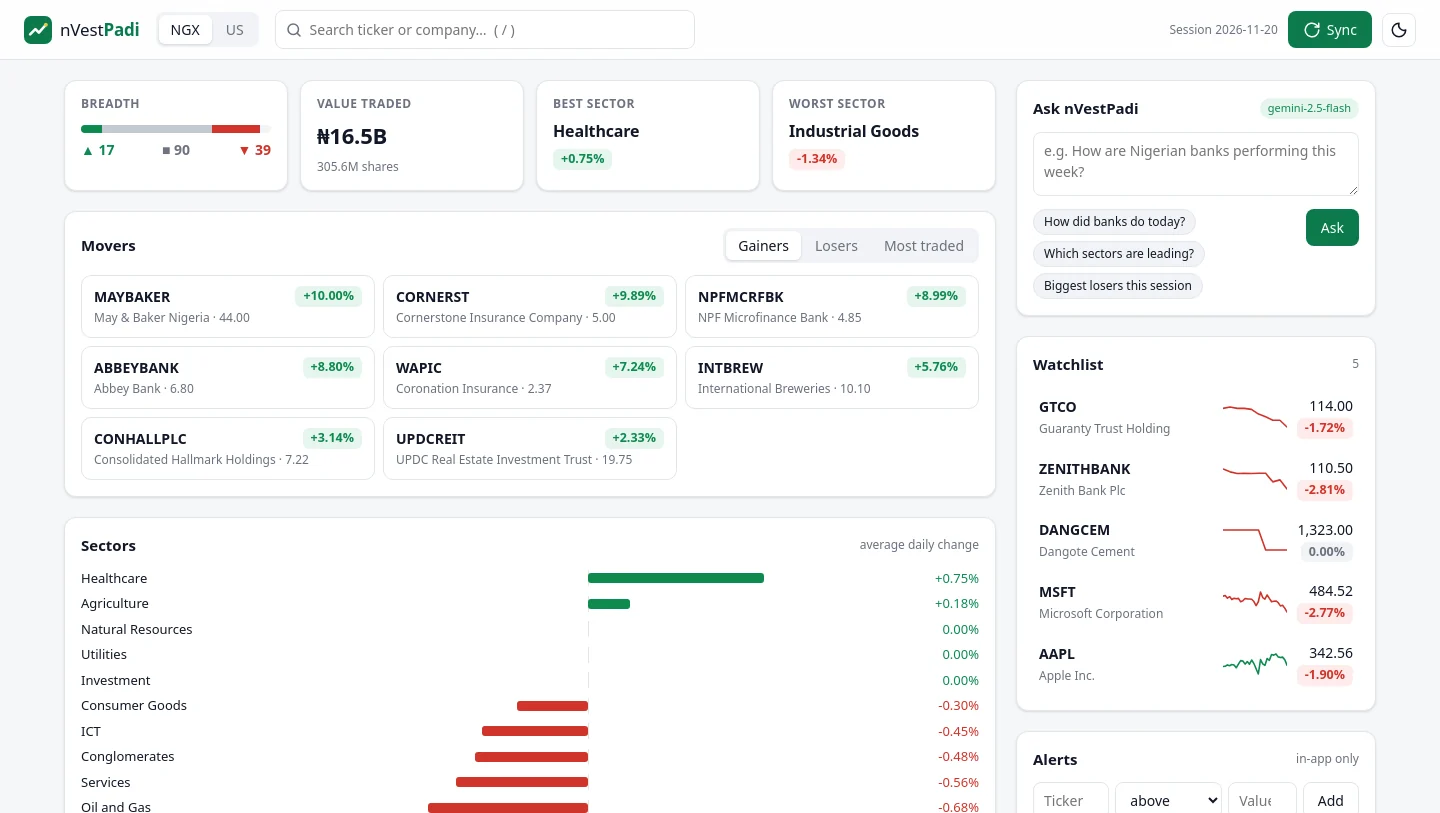 nVestPadi
NGX
US
Search ticker or company... ( / )
Session 2026-11-20
Sync
BREADTH
▲ 17
■ 90
▼ 39
VALUE TRADED
₦16.5B
305.6M shares
BEST SECTOR
Healthcare
+0.75%
WORST SECTOR
Industrial Goods
-1.34%
Movers
Gainers
Losers
Most traded
MAYBAKER
+10.00%
May & Baker Nigeria · 44.00
CORNERST
+9.89%
Cornerstone Insurance Company · 5.00
NPFMCRFBK
+8.99%
NPF Microfinance Bank · 4.85
ABBEYBANK
+8.80%
Abbey Bank · 6.80
WAPIC
+7.24%
Coronation Insurance · 2.37
INTBREW
+5.76%
International Breweries · 10.10
CONHALLPLC
+3.14%
Consolidated Hallmark Holdings · 7.22
UPDCREIT
+2.33%
UPDC Real Estate Investment Trust · 19.75
Sectors
average daily change
Healthcare
+0.75%
Agriculture
+0.18%
Natural Resources
0.00%
Utilities
0.00%
Investment
0.00%
Consumer Goods
-0.30%
ICT
-0.45%
Conglomerates
-0.48%
Services
-0.56%
Oil and Gas
-0.68%
Ask nVestPadi
gemini-2.5-flash
e.g. How are Nigerian banks performing this
week?
How did banks do today?
Which sectors are leading?
Biggest losers this session
Ask
Watchlist
5
GTCO
Guaranty Trust Holding
114.00
-1.72%
ZENITHBANK
Zenith Bank Plc
110.50
-2.81%
DANGCEM
Dangote Cement
1,323.00
0.00%
MSFT
Microsoft Corporation
484.52
-2.77%
AAPL
Apple Inc.
342.56
-1.90%
Alerts
in-app only
Ticker
above
Value
Add